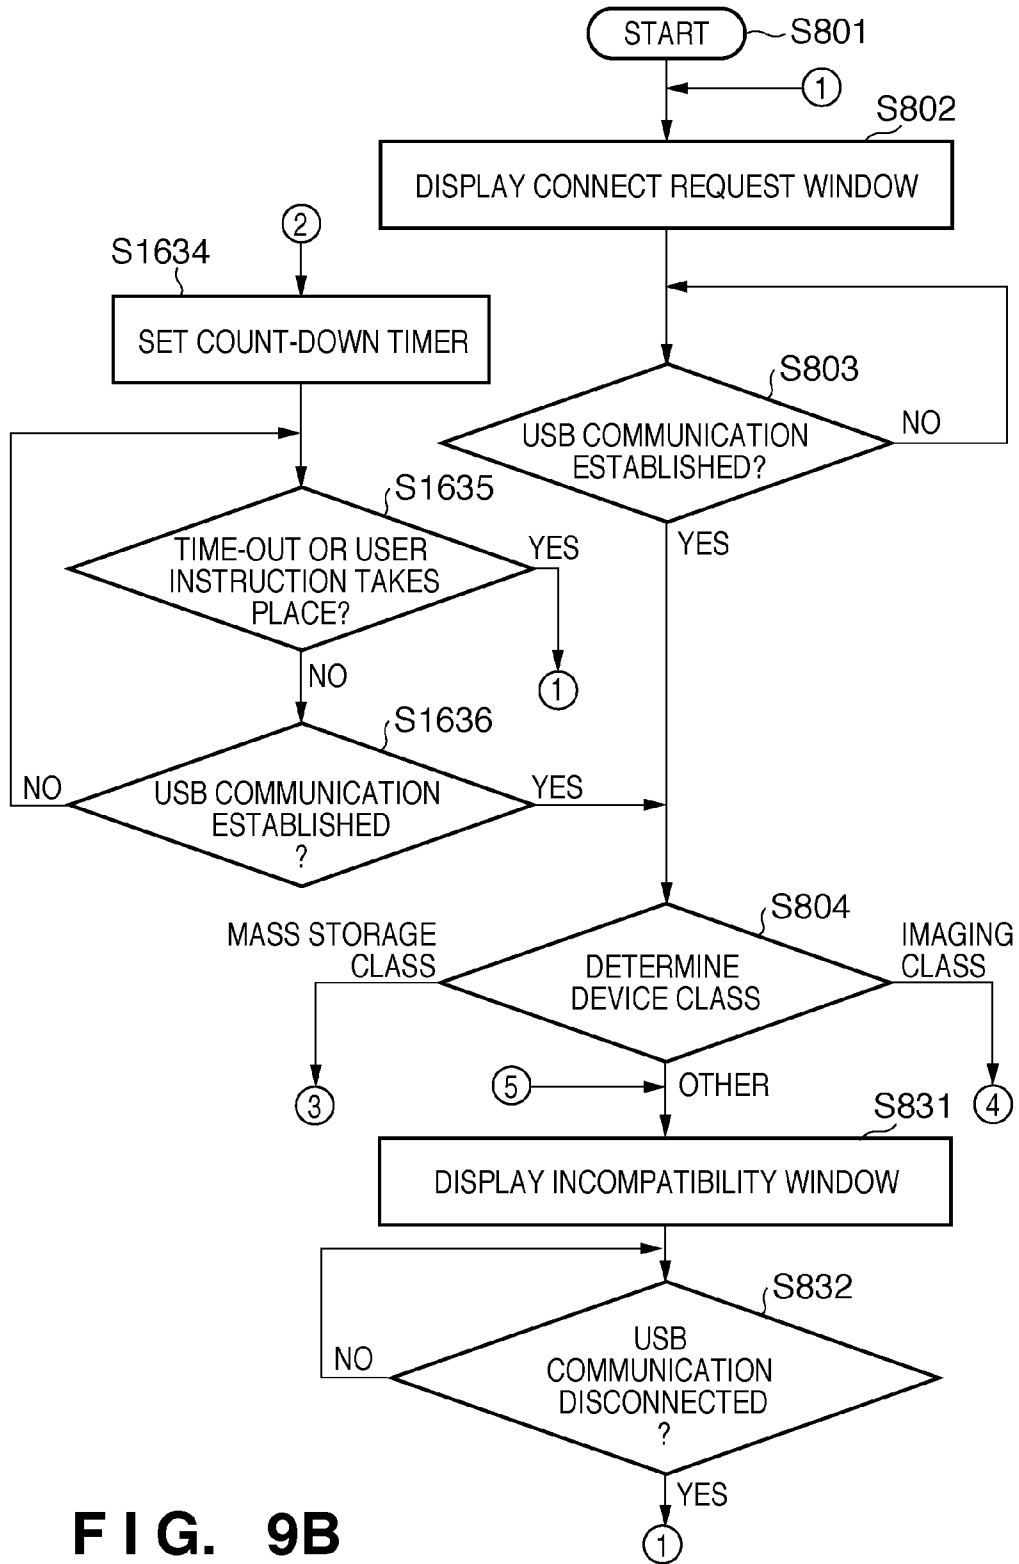 START
S801
1
S802
DISPLAY CONNECT REQUEST WINDOW
2
S1634
SET COUNT-DOWN TIMER
S803
USB COMMUNICATION
ESTABLISHED?
NO
YES
S1635
TIME-OUT OR USER
INSTRUCTION TAKES
PLACE?
YES
1
NO
S1636
USB COMMUNICATION
ESTABLISHED
?
NO
YES
S804
DETERMINE
DEVICE CLASS
MASS STORAGE
CLASS
IMAGING
CLASS
3
5
OTHER
4
S831
DISPLAY INCOMPATIBILITY WINDOW
S832
USB
COMMUNICATION
DISCONNECTED
?
NO
YES
1
FIG. 9B